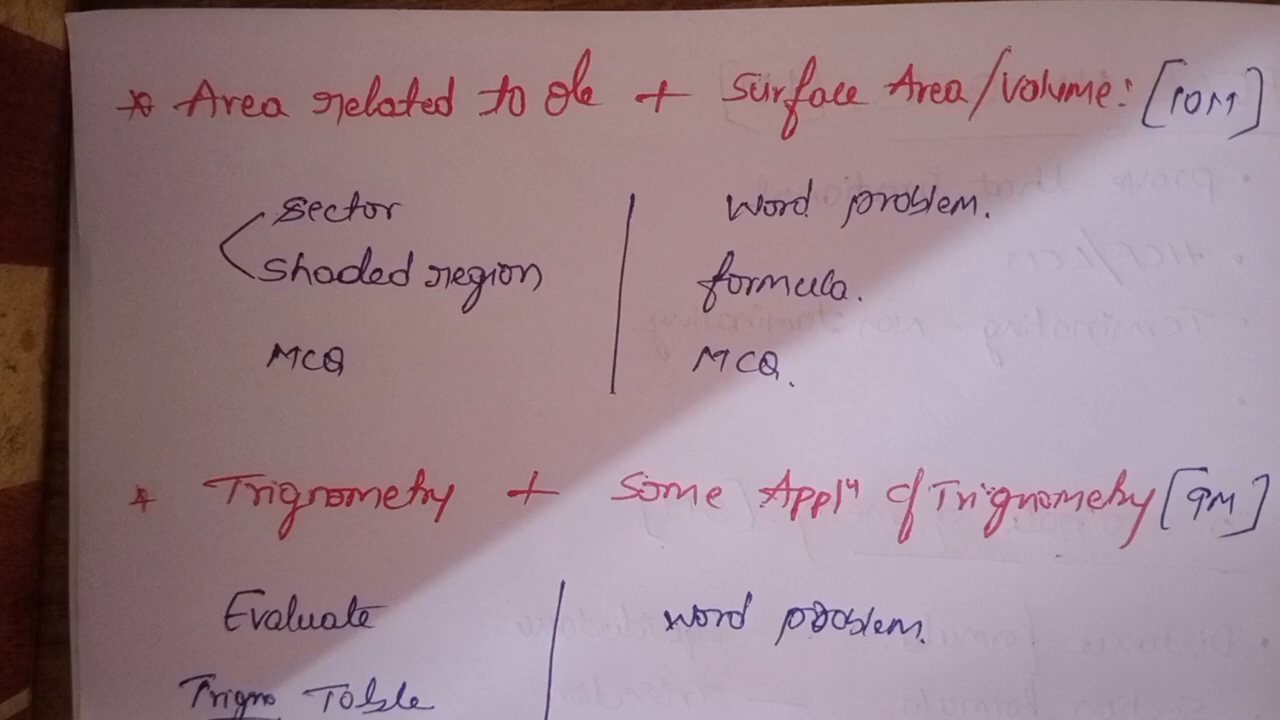 * Area related to Ole + Surface Area/Volume: [10M]
Sector | Word problem.
Shaded region | formula.
MCQ | MCQ.
* Trignometry + Some Appl^n of Trignometry [9M]
Evaluate | word problem.
Trigno Table